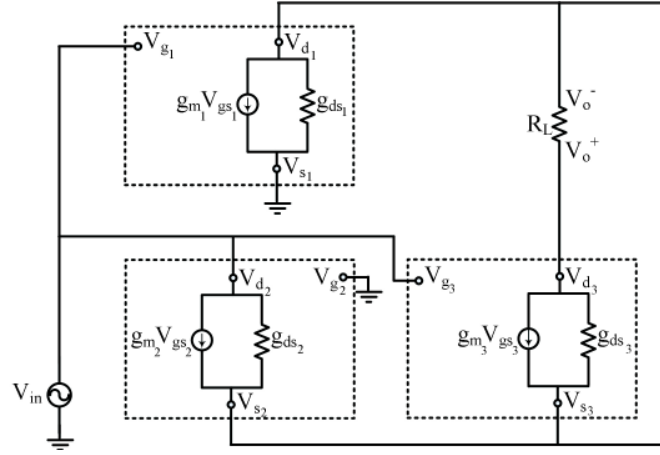 Vg1
Vd1
gm1Vgs1
gds1
Vs1
RL
Vo-
Vo+
Vd2
Vg2
gm2Vgs2
gds2
Vs2
Vg3
Vd3
gm3Vgs3
gds3
Vs3
Vin